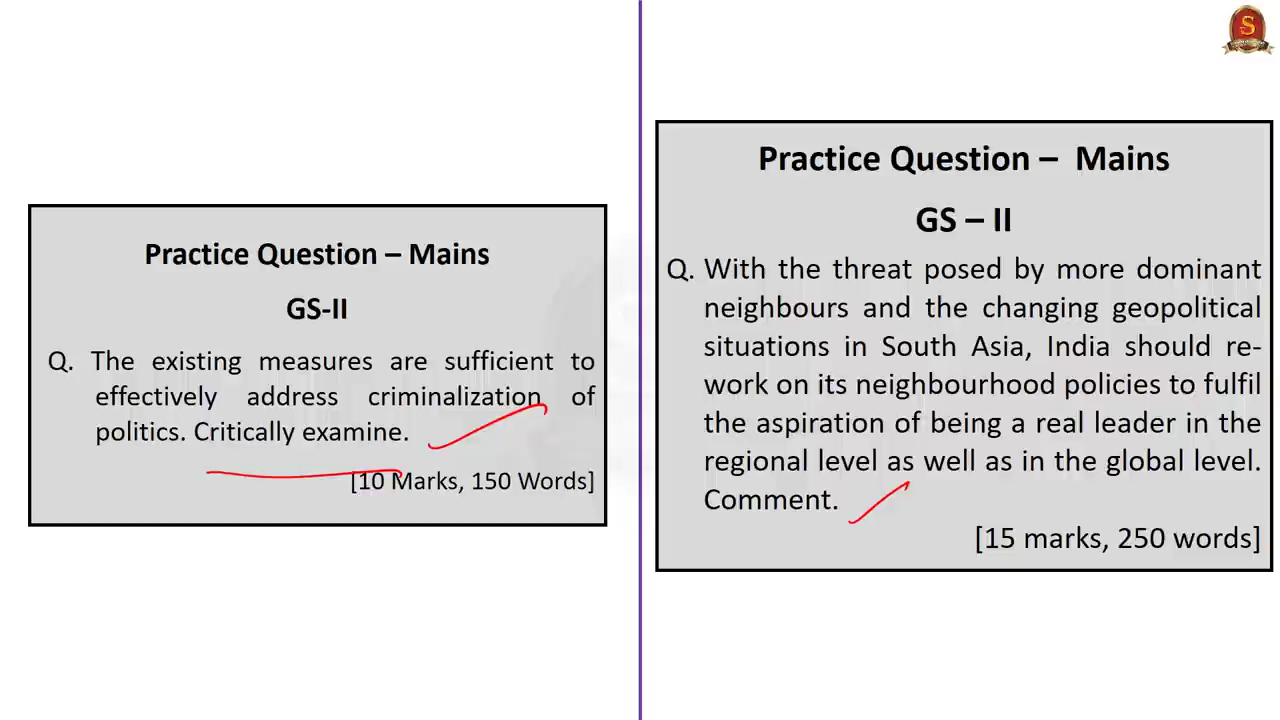 Practice Question – Mains
GS-II
Q. The existing measures are sufficient to
effectively address criminalization of
politics. Critically examine.
[10 Marks, 150 Words]
S
Practice Question – Mains
GS – II
Q. With the threat posed by more dominant
neighbours and the changing geopolitical
situations in South Asia, India should re-
work on its neighbourhood policies to fulfil
the aspiration of being a real leader in the
regional level as well as in the global level.
Comment.
[15 marks, 250 words]